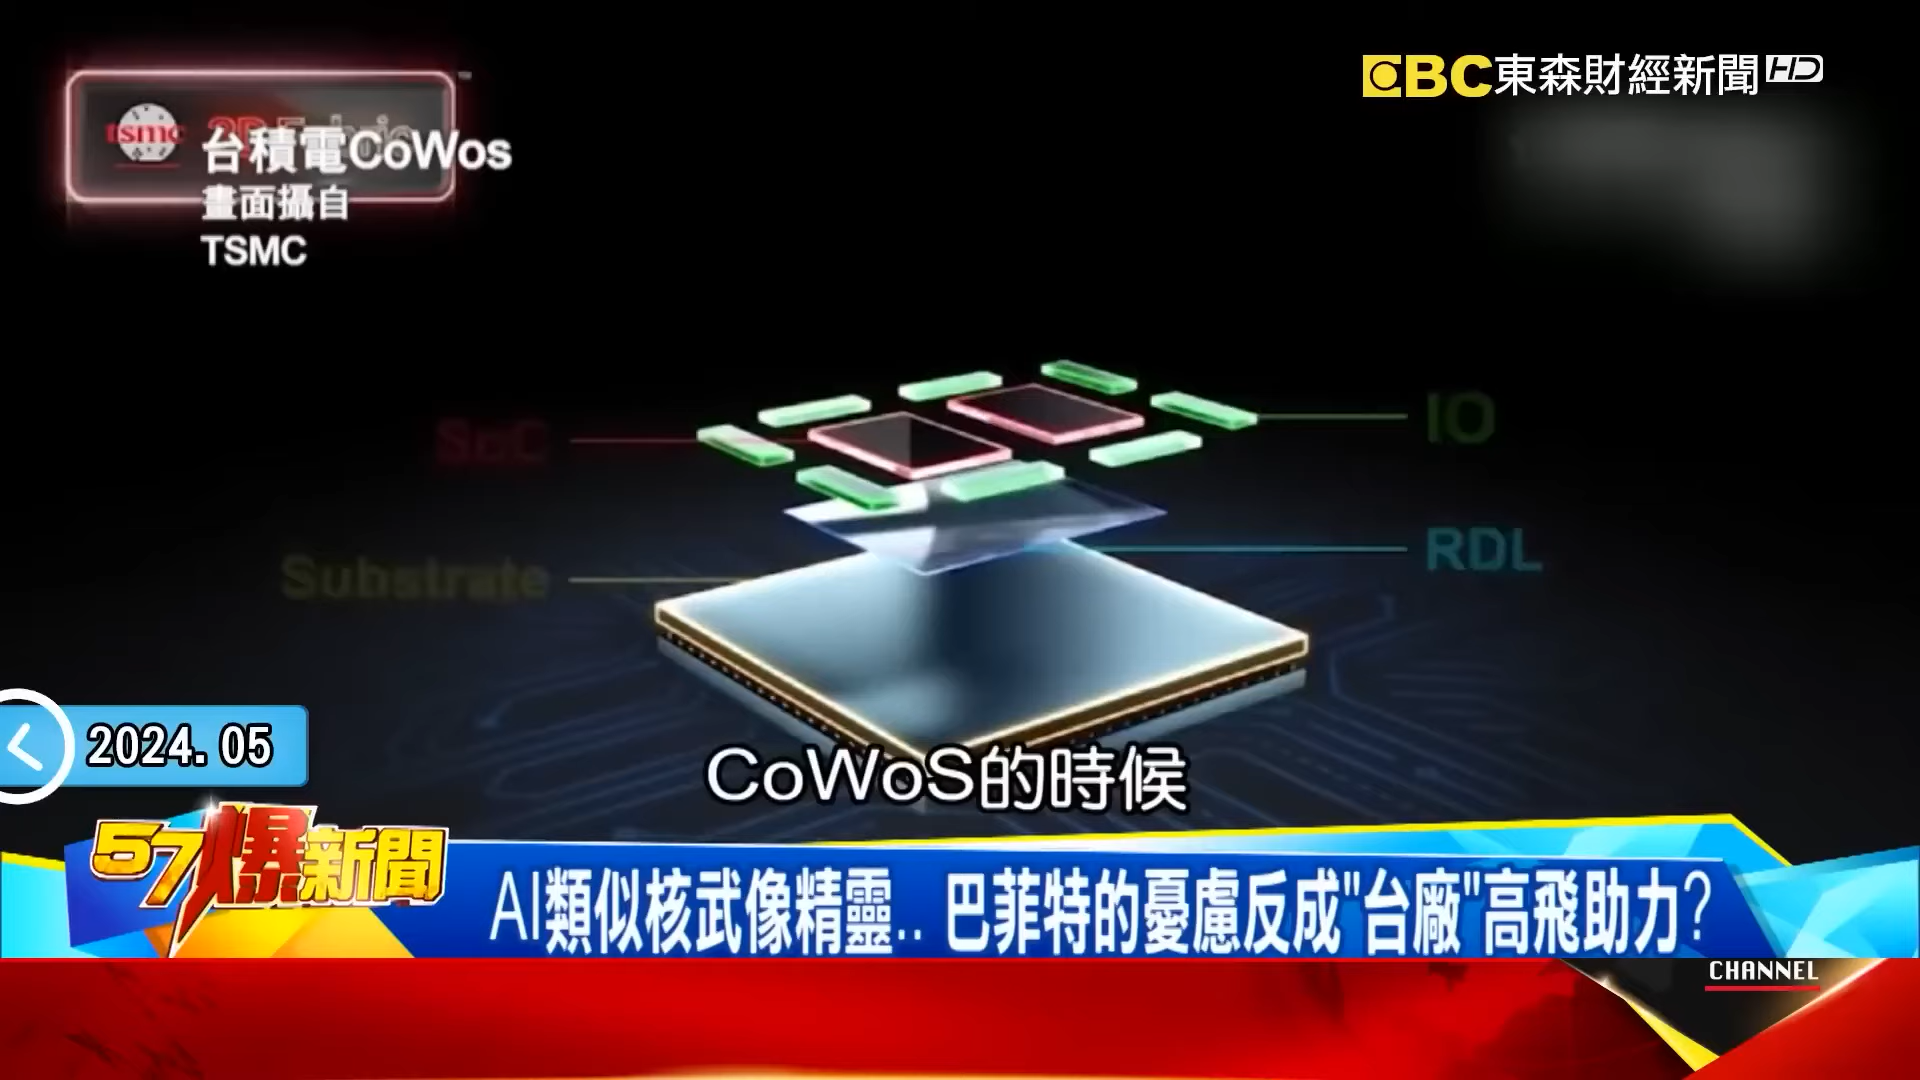 EBC東森財經新聞HD
tsmc
台積電CoWos
畫面攝自
TSMC
IO
SoC
RDL
Substrate
2024.05
CoWoS的時候
57爆新聞
AI類似核武像精靈.. 巴菲特的憂慮反成"台廠"高飛助力?
CHANNEL